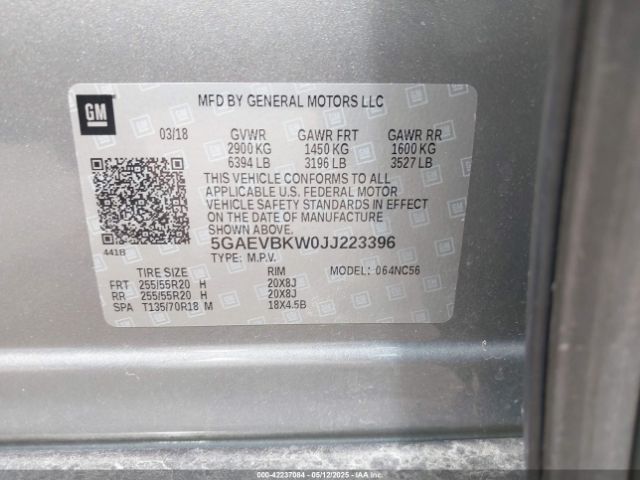 GM
MFD BY GENERAL MOTORS LLC
03/18 GVWR GAWR FRT GAWR RR
2900 KG 1450 KG 1600 KG
6394 LB 3196 LB 3527 LB
THIS VEHICLE CONFORMS TO ALL
APPLICABLE U.S. FEDERAL MOTOR
VEHICLE SAFETY STANDARDS IN EFFECT
ON THE DATE OF MANUFACTURE
SHOWN ABOVE.
5GAEVBKW0JJ223396
441B
TYPE: M.P.V.
TIRE SIZE RIM MODEL: 064NC56
FRT 255/55R20 H 20X8J
RR 255/55R20 H 20X8J
SPA T135/70R18 M 18X4.5B
000-42237084 - 05/12/2025 - IAAI.COM